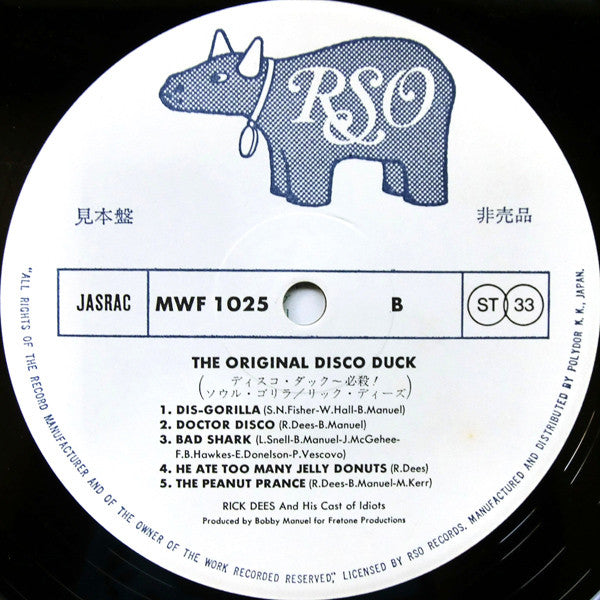 RSO
見本盤
非売品
JASRAC
MWF 1025
B
ST 33
THE ORIGINAL DISCO DUCK
(ディスコ・ダック〜必殺!
ソウル・ゴリラ/リック・ディーズ)
1. DIS-GORILLA (S.N.Fisher-W.Hall-B.Manuel)
2. DOCTOR DISCO (R.Dees-B.Manuel)
3. BAD SHARK (L.Snell-B.Manuel-J.McGehee-
F.B.Hawkes-E.Donelson-P.Vescovo)
4. HE ATE TOO MANY JELLY DONUTS (R.Dees)
5. THE PEANUT PRANCE (R.Dees-B.Manuel-M.Kerr)
RICK DEES And His Cast of Idiots
Produced by Bobby Manuel for Fretone Productions
"ALL RIGHTS OF THE RECORD MANUFACTURER AND OF THE OWNER OF THE WORK RECORDED RESERVED," LICENSED BY RSO RECORDS. MANUFACTURED AND DISTRIBUTED BY POLYDOR K. K., JAPAN.